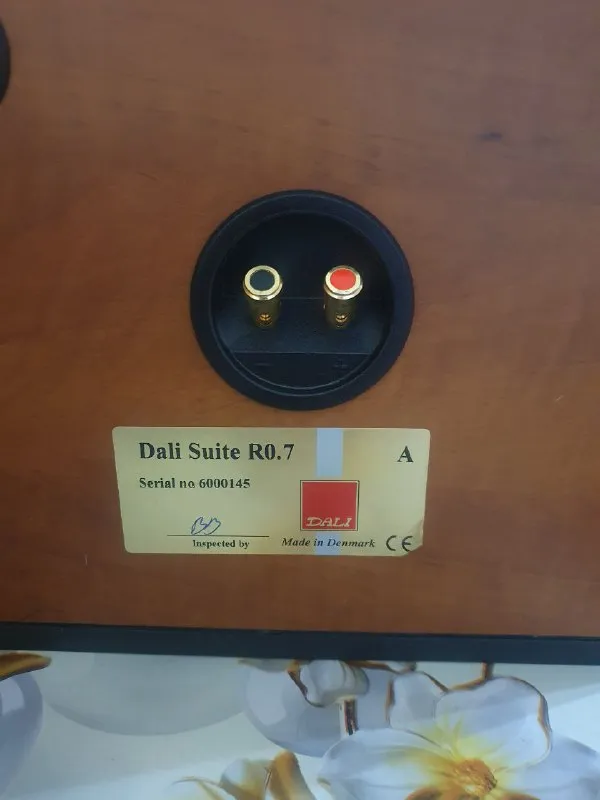 Dali Suite R0.7
A
Serial no 6000145
DALI
Inspected by
Made in Denmark CE